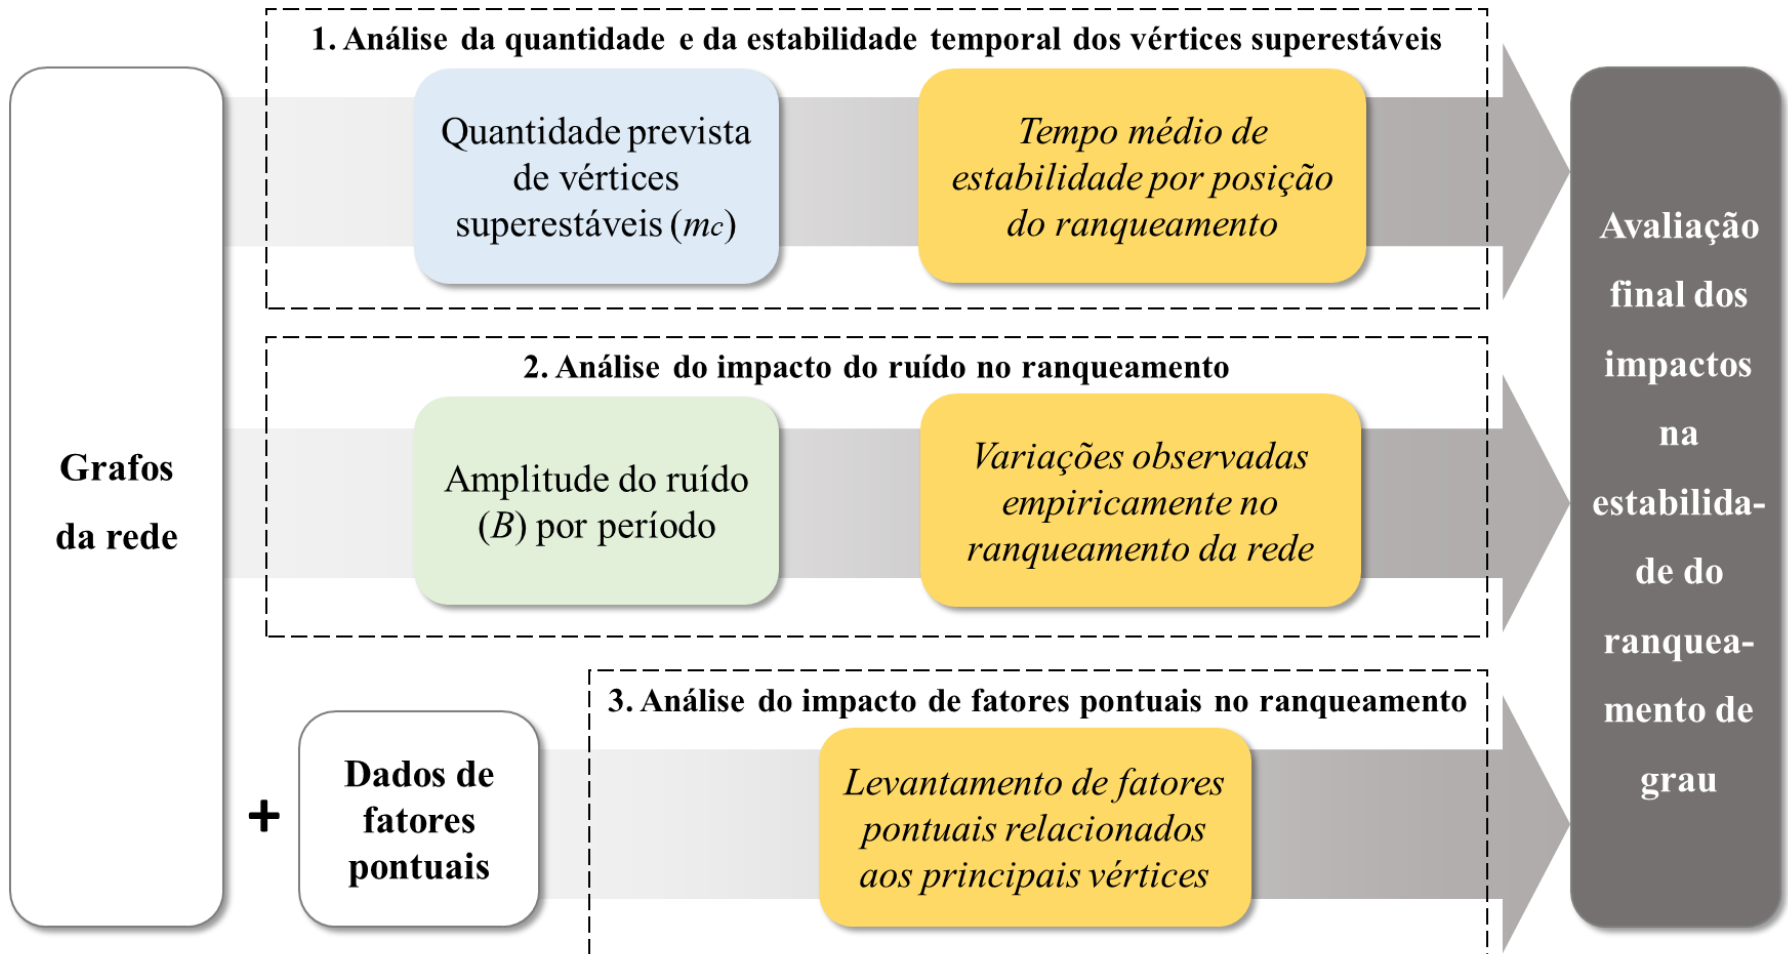 1. Análise da quantidade e da estabilidade temporal dos vértices superestáveis
Quantidade prevista
de vértices
superestáveis (mc)
Tempo médio de
estabilidade por posição
do ranqueamento
2. Análise do impacto do ruído no ranqueamento
Amplitude do ruído
(B) por período
Variações observadas
empiricamente no
ranqueamento da rede
3. Análise do impacto de fatores pontuais no ranqueamento
Levantamento de fatores
pontuais relacionados
aos principais vértices
Grafos
da rede
+
Dados de
fatores
pontuais
Avaliação
final dos
impactos
na
estabilida-
de do
ranquea-
mento de
grau